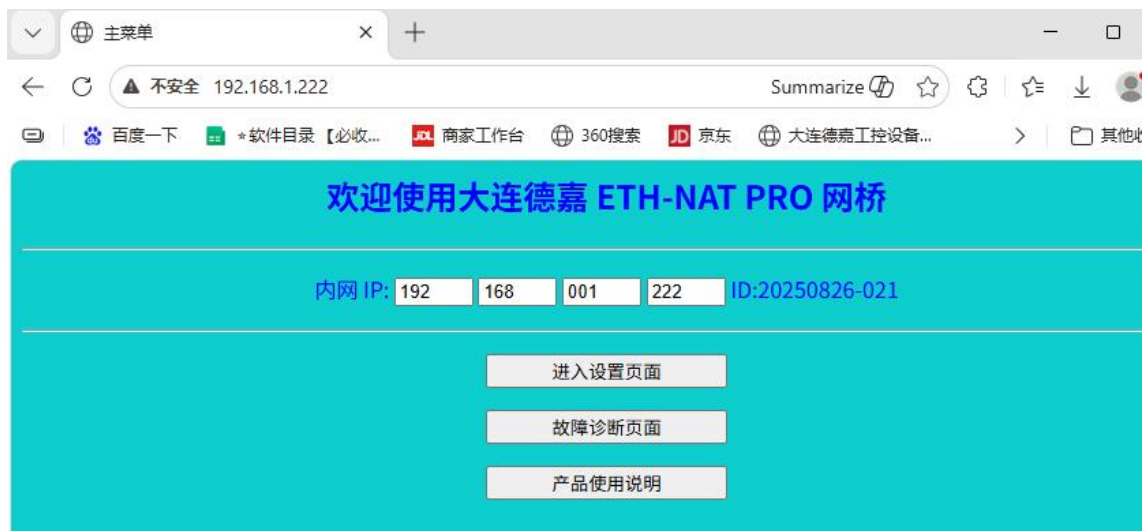 主菜单
不安全 192.168.1.222 Summarize
百度一下 *软件目录【必收... JDL 商家工作台 360搜索 JD 京东 大连德嘉工控设备... 其他收
欢迎使用大连德嘉 ETH-NAT PRO 网桥
内网 IP: 192 168 001 222 ID:20250826-021
进入设置页面
故障诊断页面
产品使用说明